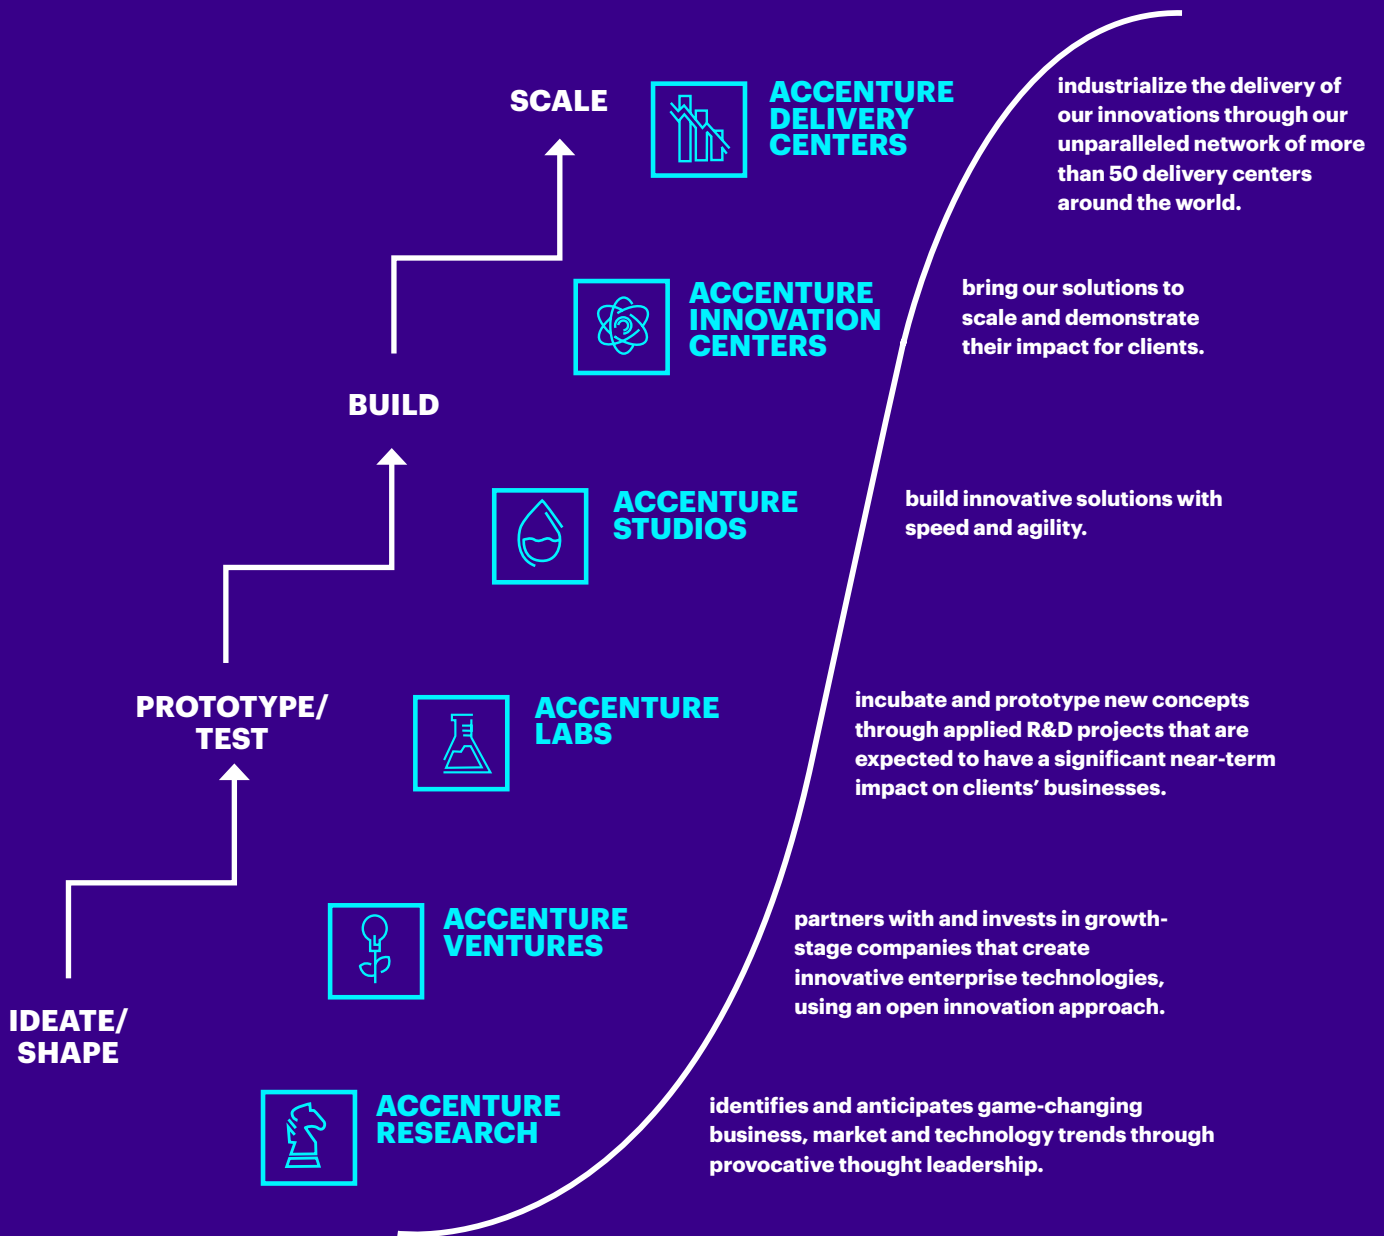 SCALE
ACCENTURE
DELIVERY
CENTERS
industrialize the delivery of
our innovations through our
unparalleled network of more
than 50 delivery centers
around the world.
ACCENTURE
INNOVATION
CENTERS
bring our solutions to
scale and demonstrate
their impact for clients.
BUILD
ACCENTURE
STUDIOS
build innovative solutions with
speed and agility.
PROTOTYPE/
TEST
ACCENTURE
LABS
incubate and prototype new concepts
through applied R&D projects that are
expected to have a significant near-term
impact on clients’ businesses.
ACCENTURE
VENTURES
partners with and invests in growth-
stage companies that create
innovative enterprise technologies,
using an open innovation approach.
IDEATE/
SHAPE
ACCENTURE
RESEARCH
identifies and anticipates game-changing
business, market and technology trends through
provocative thought leadership.